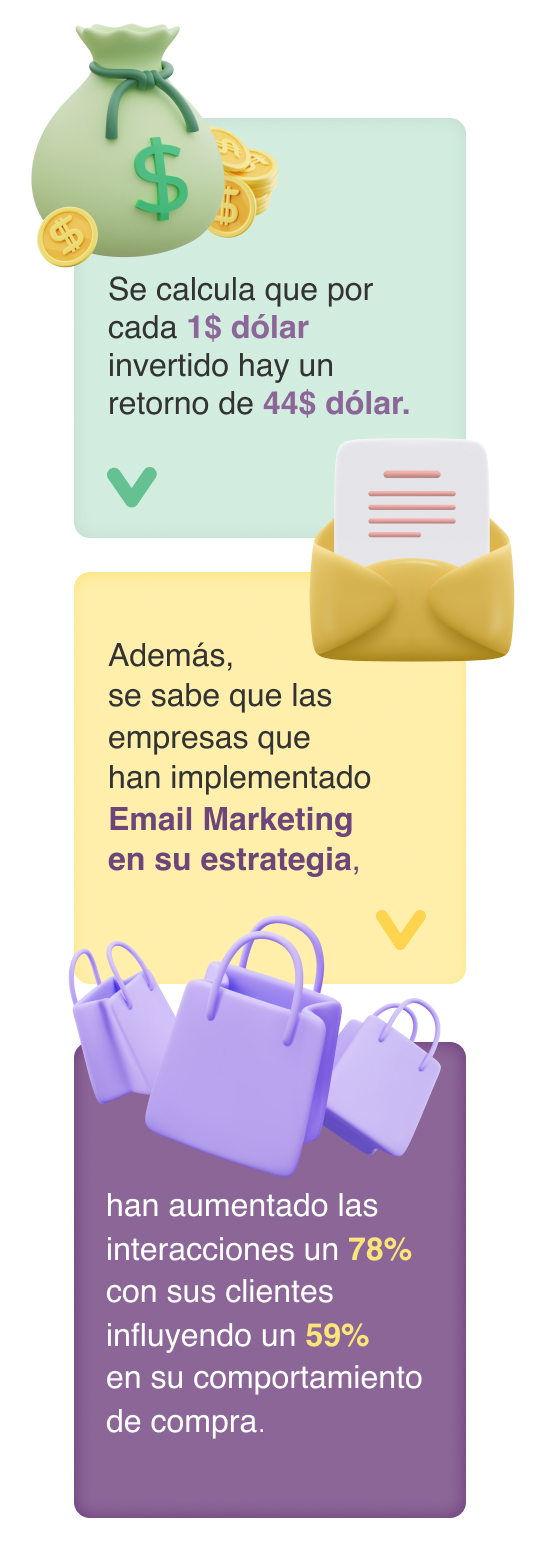 Se calcula que por
cada 1$ dólar
invertido hay un
retorno de 44$ dólar.
Además,
se sabe que las
empresas que
han implementado
Email Marketing
en su estrategia,
han aumentado las
interacciones un 78%
con sus clientes
influyendo un 59%
en su comportamiento
de compra.